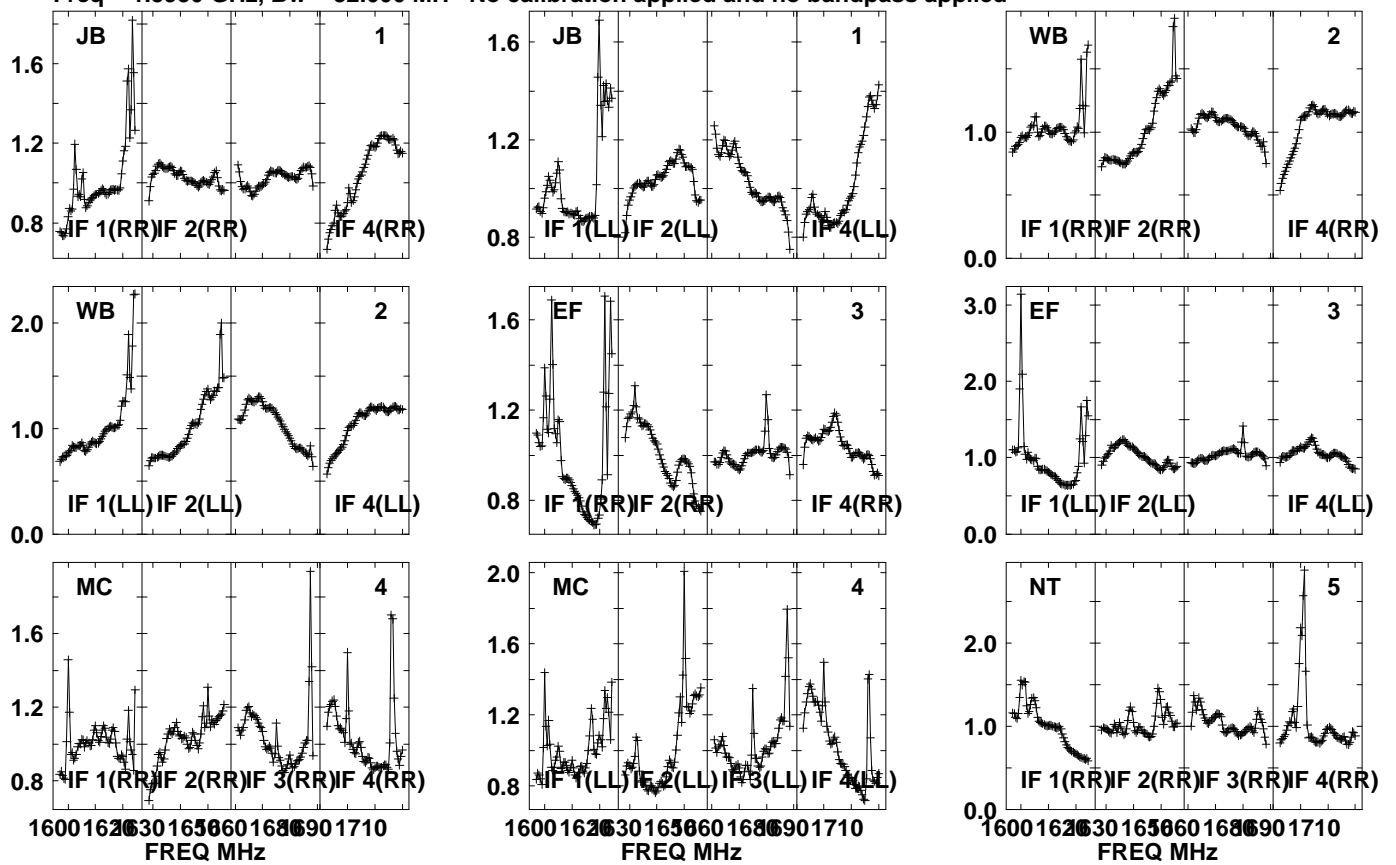 Freq GHz, No calibration applied and no bandpass applied
JB 1
1.6
1.2
0.8
IF 1(RR) IF 2(RR) IF 4(RR)
JB 1
1.6
1.4
1.2
1.0
0.8
IF 1(LL) IF 2(LL) IF 4(LL)
WB 2
1.0
0.0
IF 1(RR) IF 2(RR) IF 4(RR)
WB 2
2.0
1.0
0.0
IF 1(LL) IF 2(LL) IF 4(LL)
EF 3
1.6
1.2
0.8
IF 1(RR) IF 2(RR) IF 4(RR)
EF 3
3.0
2.0
1.0
0.0
IF 1(LL) IF 2(LL) IF 4(LL)
MC 4
1.6
1.2
0.8
IF 1(RR) IF 2(RR) IF 3(RR) IF 4(RR)
1600 1690 1710
FREQ MHz
MC 4
2.0
1.6
1.2
0.8
IF 1(LL) IF 2(LL) IF 3(LL) IF 4(LL)
NT 5
2.0
1.0
0.0
IF 1(RR) IF 2(RR) IF 3(RR) IF 4(RR)
1600 1690 1710
FREQ MHz